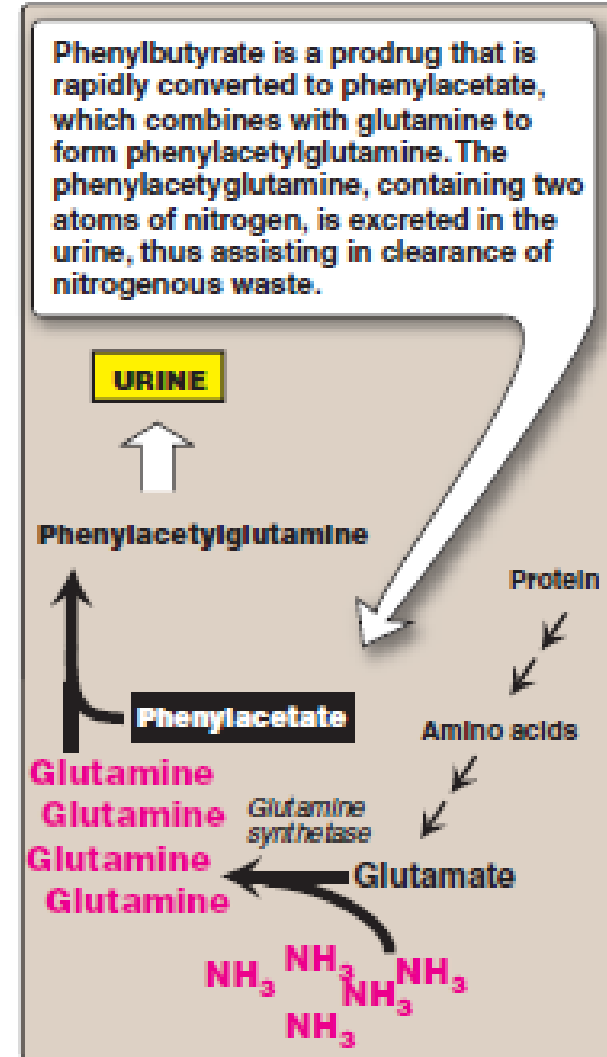 Phenylbutyrate is a prodrug that is
rapidly converted to phenylacetate,
which combines with glutamine to
form phenylacetylglutamine. The
phenylacetyglutamine, containing two
atoms of nitrogen, is excreted in the
urine, thus assisting in clearance of
nitrogenous waste.
URINE
Phenylacetylglutamine
Protein
Phenylacetate
Amino acids
Glutamine
Glutamine
Glutamine
synthetase
Glutamine
Glutamate
Glutamine
NH3
NH3
NH3
NH3
NH3